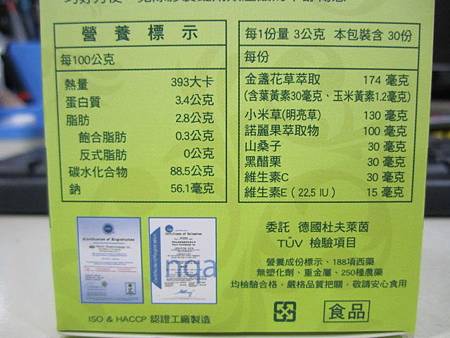 營養標示
每100公克
熱量 393大卡
蛋白質 3.4公克
脂肪 2.8公克
飽合脂肪 0.3公克
反式脂肪 0公克
碳水化合物 88.5公克
鈉 56.1毫克
每1份量 3公克 本包裝含 30份
每份
金盞花草萃取 174 毫克
(含葉黃素30毫克、玉米黃素1.2毫克)
小米草(明亮草) 130 毫克
諾麗果萃取物 100 毫克
山桑子 30 毫克
黑醋栗 30 毫克
維生素C 30 毫克
維生素E ( 22.5 IU.) 15 毫克
委託 德國杜夫萊茵
TÜV 檢驗項目
營養成份標示、188項西藥
無塑化劑、重金屬、250種農藥
均檢驗合格，嚴格品質把關，敬請安心食用
Certificate of Registration
nqa
ISO & HACCP 認證工廠製造
食品